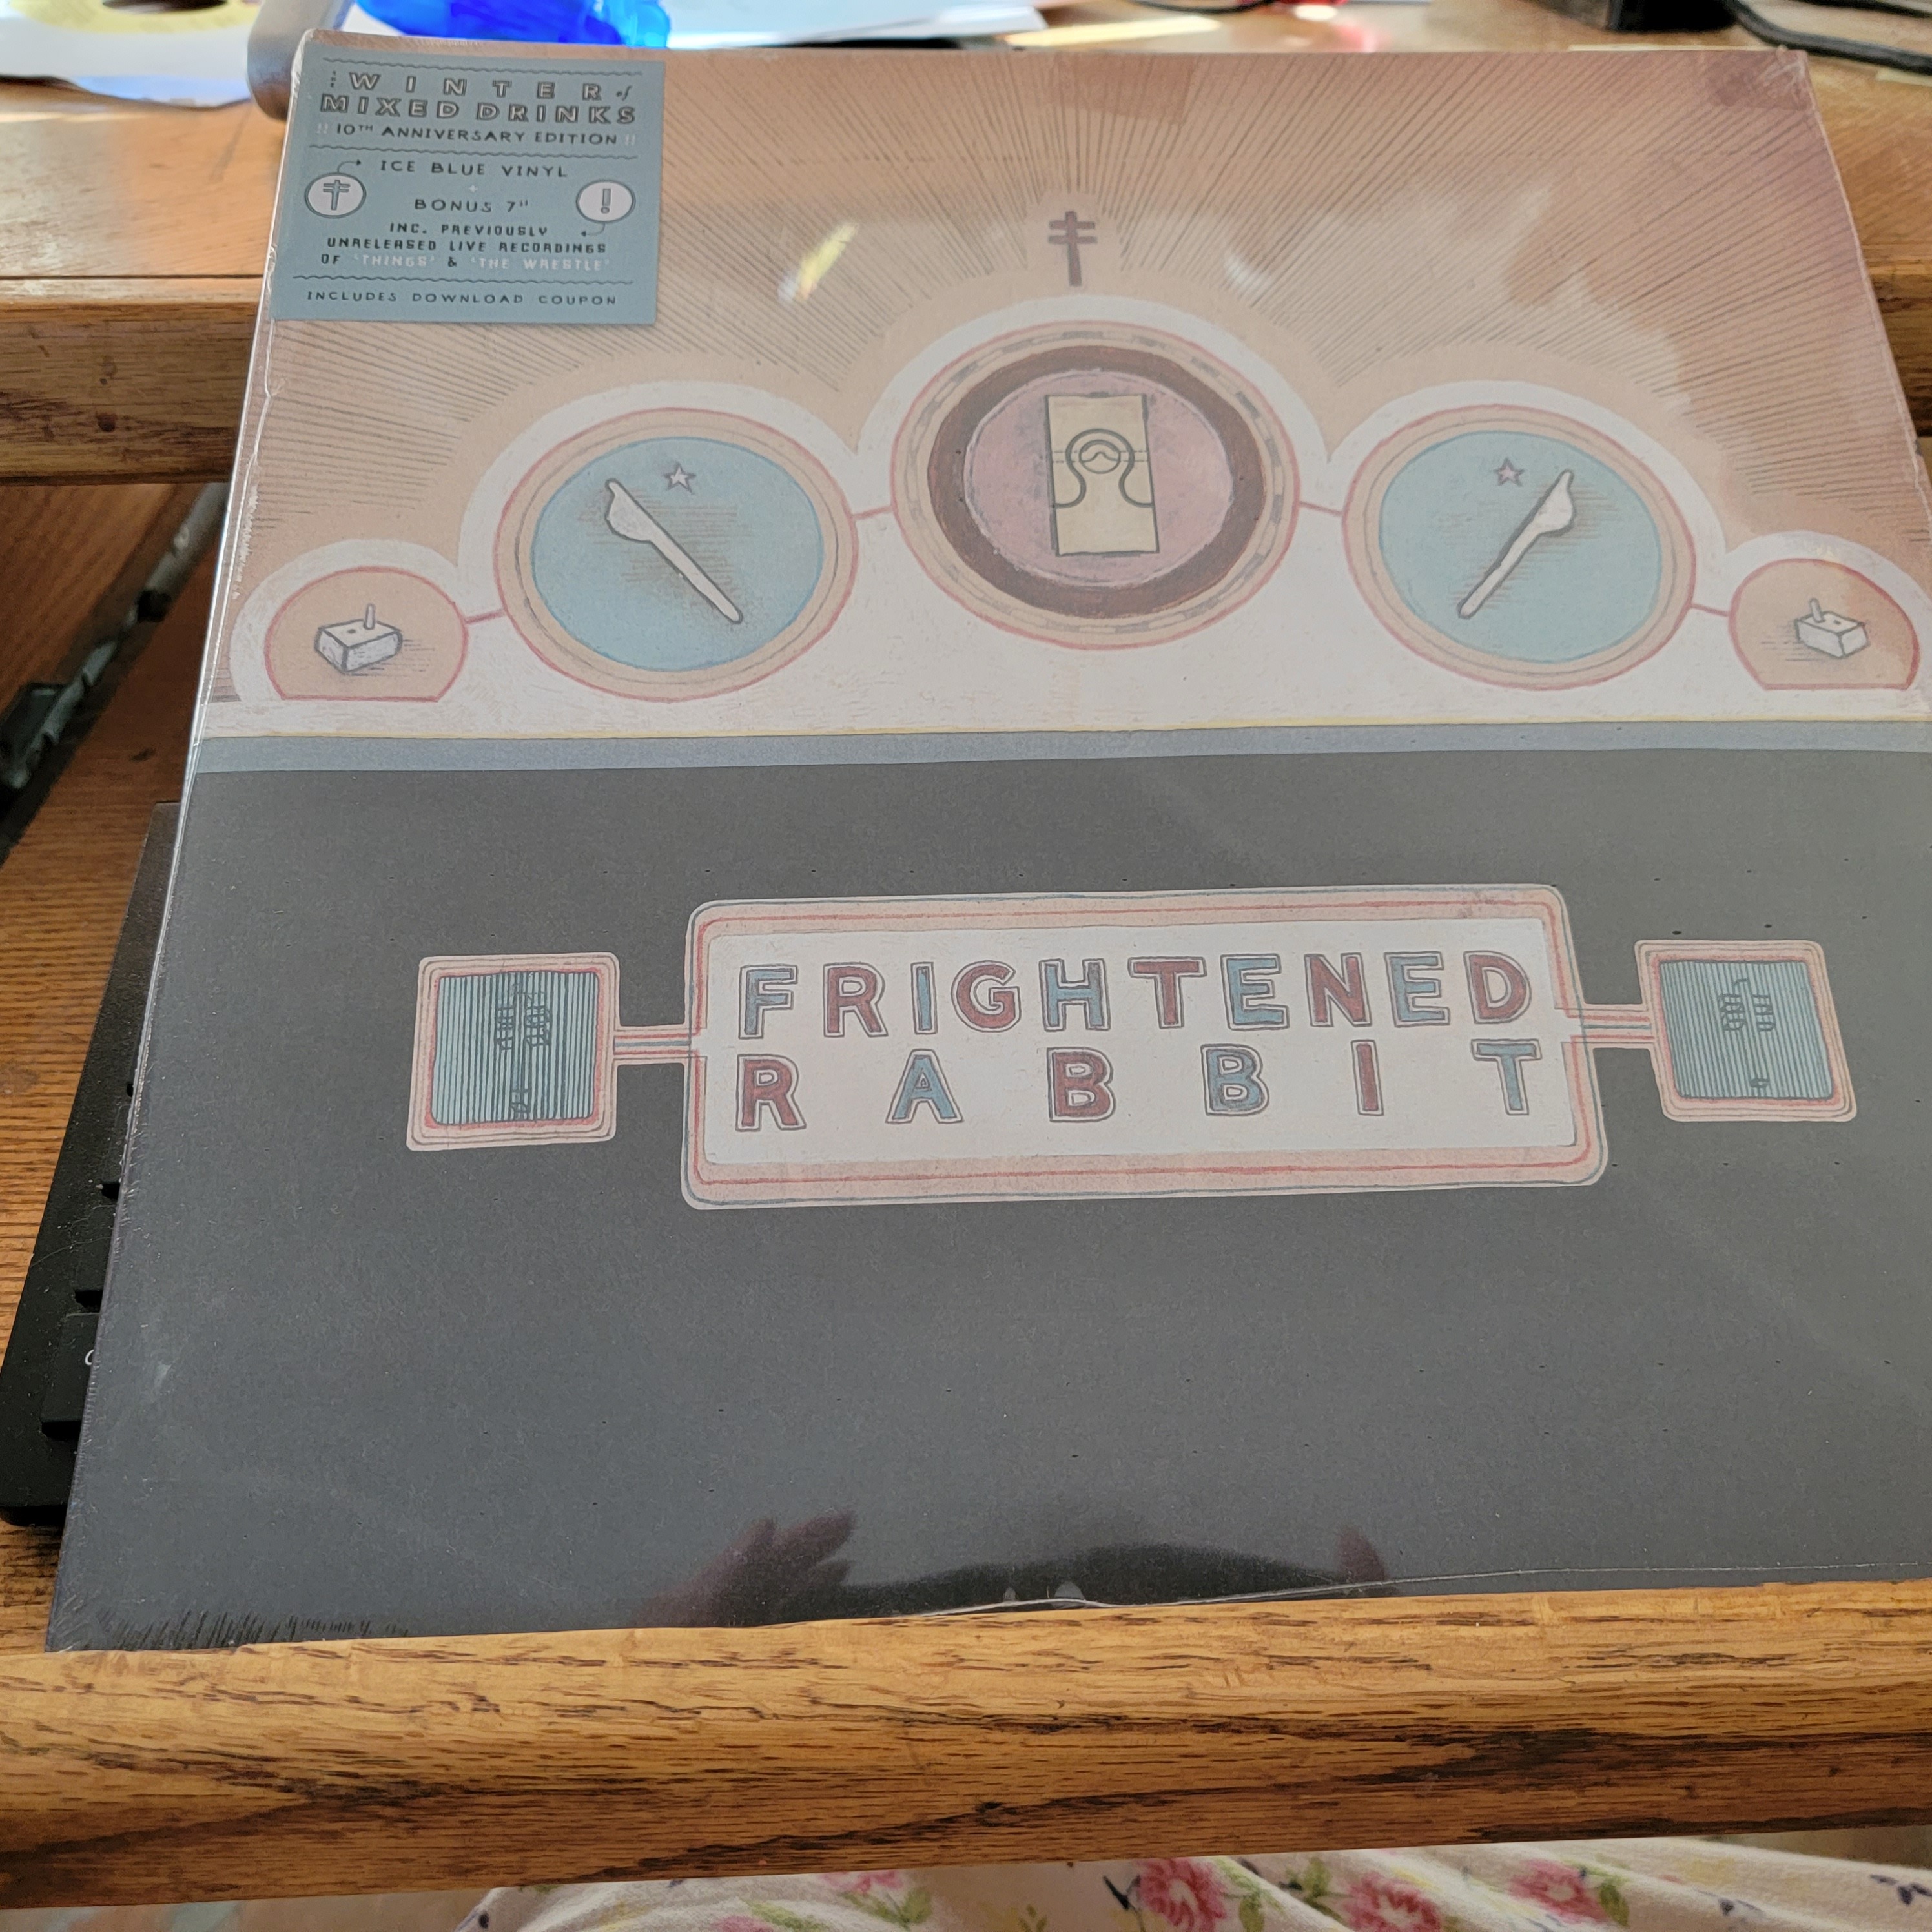 THE WINTER of
MIXED DRINKS
!! 10TH ANNIVERSARY EDITION !!
ICE BLUE VINYL
+
BONUS 7"
!
INC. PREVIOUSLY
UNRELEASED LIVE RECORDINGS
OF 'THINGS' & 'THE WRESTLE'
INCLUDES DOWNLOAD COUPON
FRIGHTENED
RABBIT